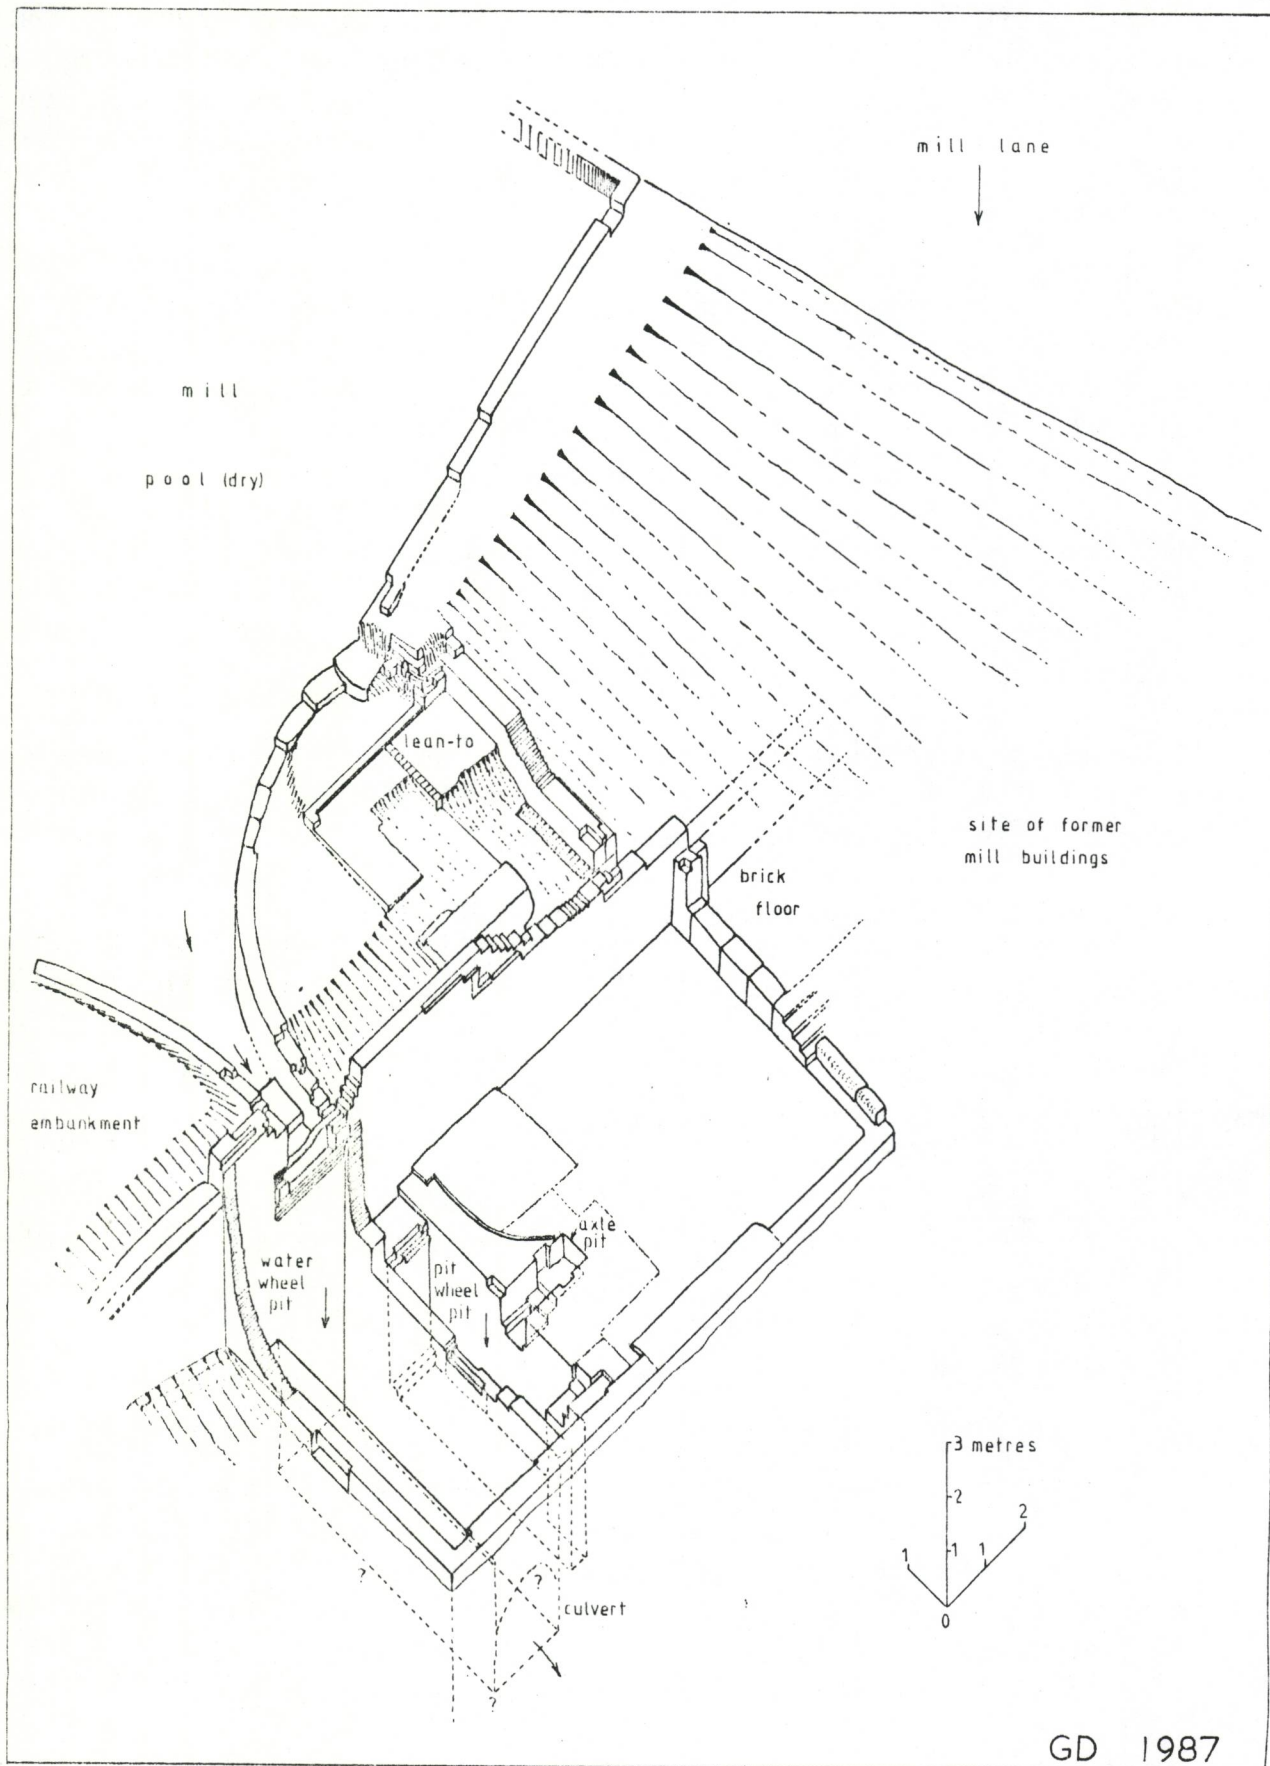 mill lane
mill
pool (dry)
lean-to
site of former
mill buildings
brick
floor
railway
embankment
axle
pit
water
wheel
pit
pit
wheel
pit
3 metres
2
2
1
1
1
0
?
?
culvert
?
GD 1987